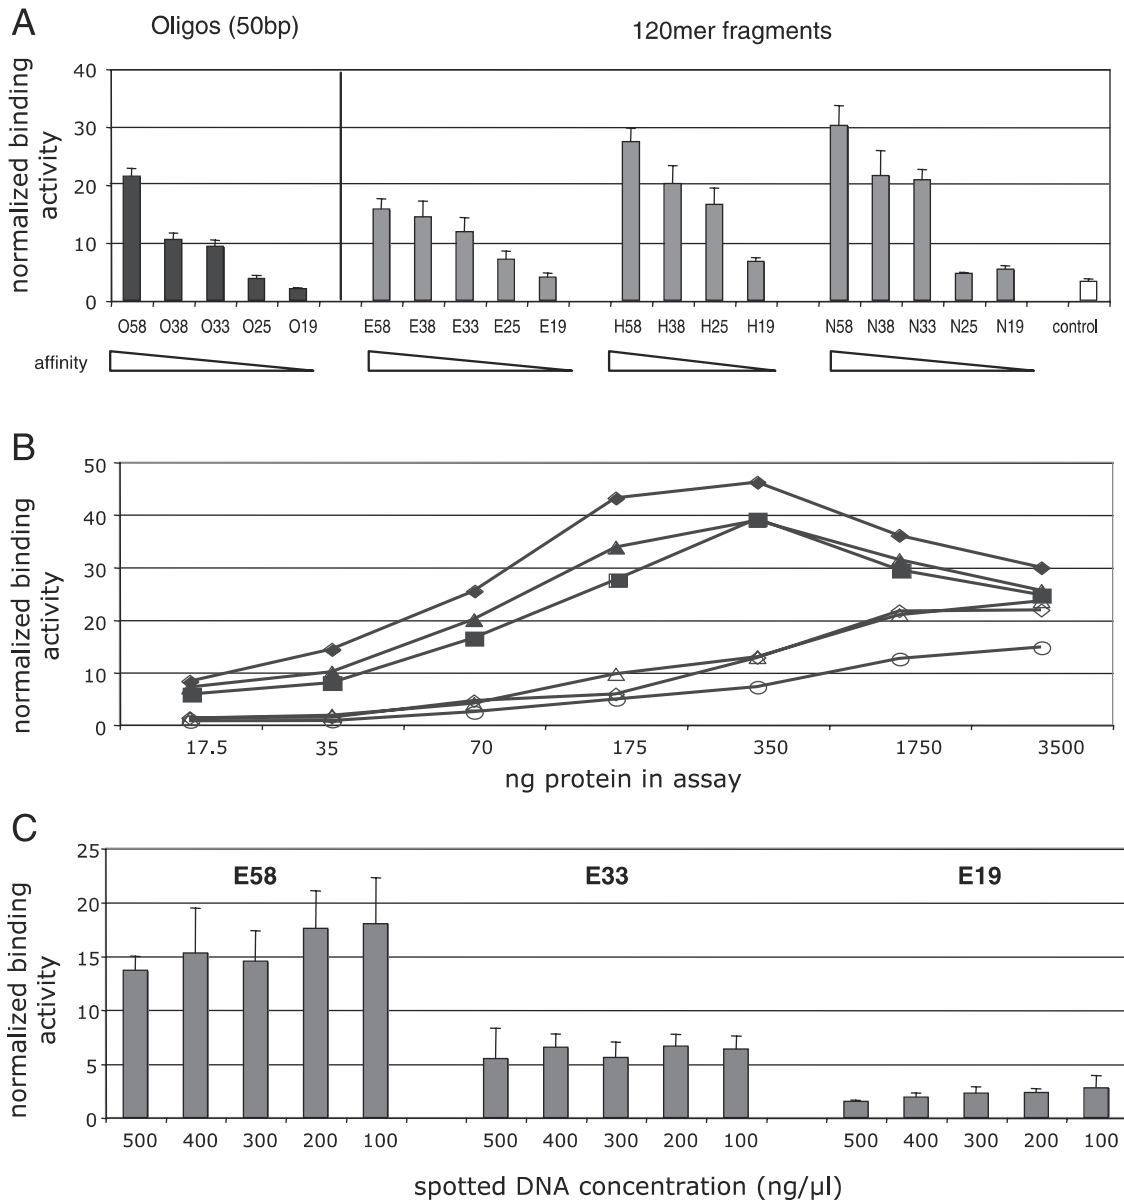 A
Oligos (50bp)
120mer fragments
normalized binding
activity
40
30
20
10
0
O58 O38 O33 O25 O19 E58 E38 E33 E25 E19 H58 H38 H25 H19 N58 N38 N33 N25 N19 control
affinity
B
normalized binding
activity
50
40
30
20
10
0
17.5 35 70 175 350 1750 3500
ng protein in assay
C
normalized binding
activity
25
20
15
10
5
0
E58 E33 E19
500 400 300 200 100 500 400 300 200 100 500 400 300 200 100
spotted DNA concentration (ng/µl)